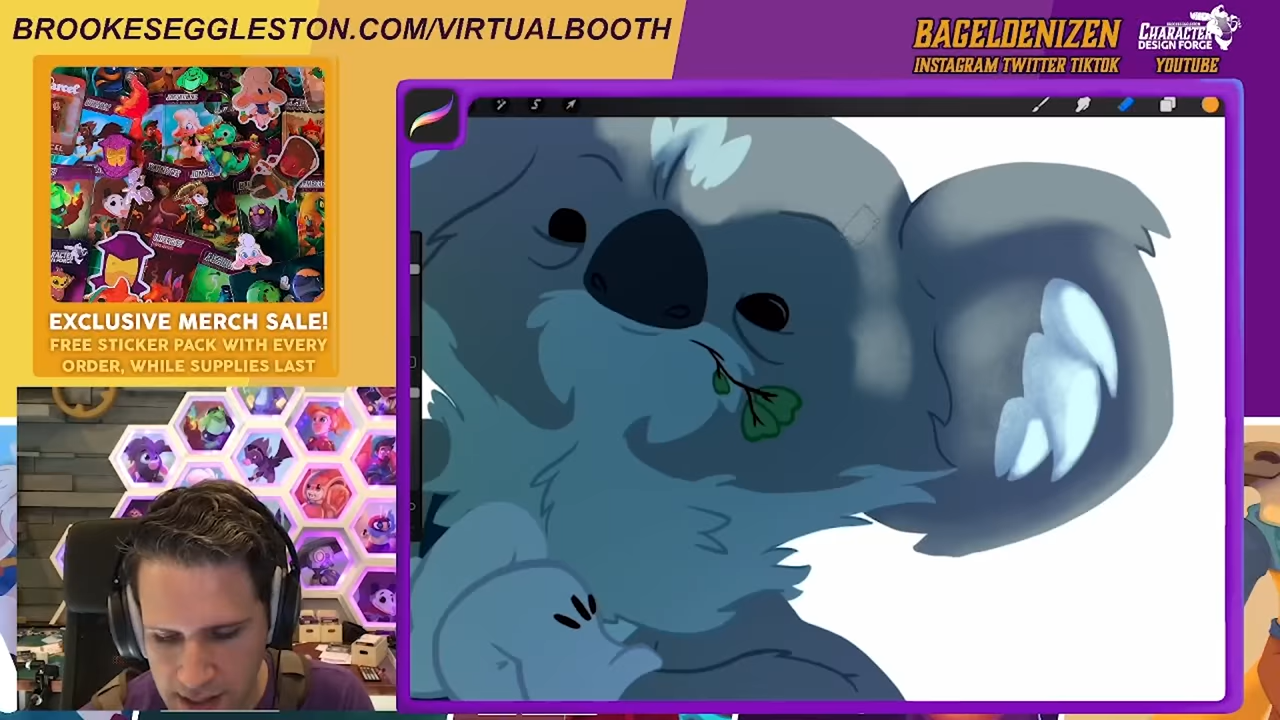 BROOKESEGGLESTON.COM/VIRTUALBOOTH
BAGELDENIZEN
INSTAGRAM TWITTER TIKTOK
CHARACTER
DESIGN FORGE
YOUTUBE
EXCLUSIVE MERCH SALE!
FREE STICKER PACK WITH EVERY
ORDER, WHILE SUPPLIES LAST